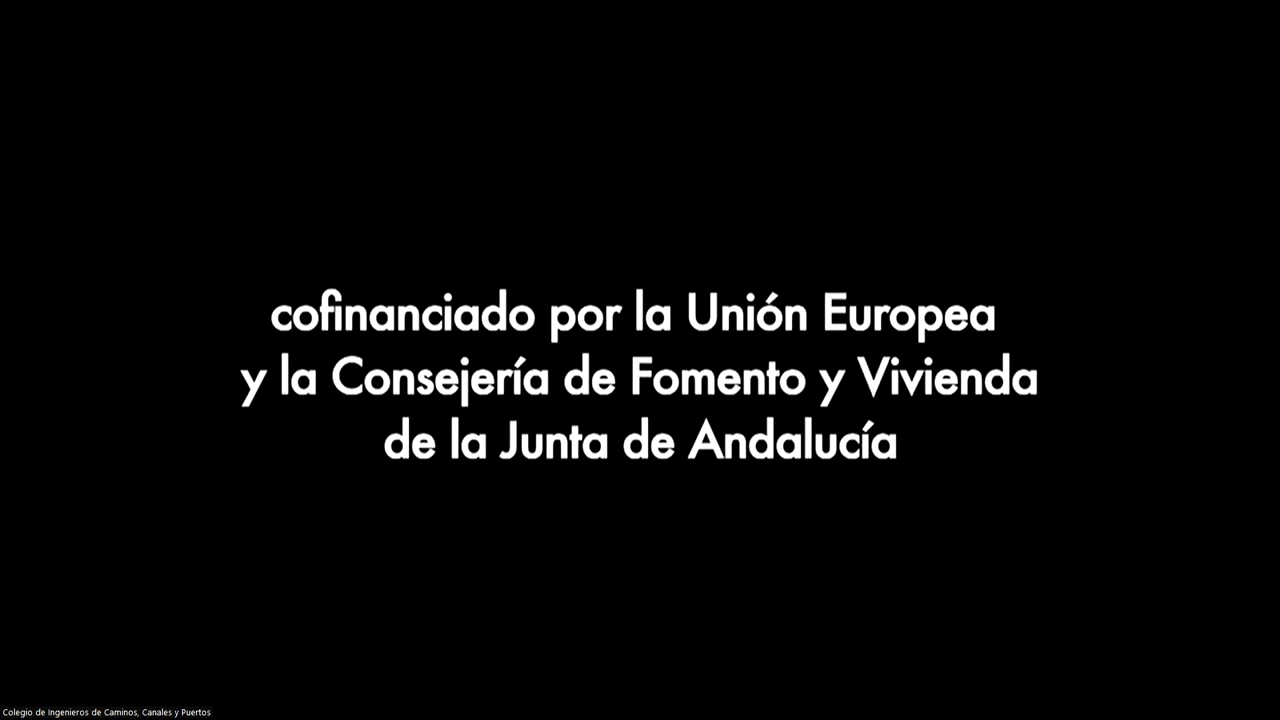 cofinanciado por la Unión Europea
y la Consejería de Fomento y Vivienda
de la Junta de Andalucía
Colegio de Ingenieros de Caminos, Canales y Puertos